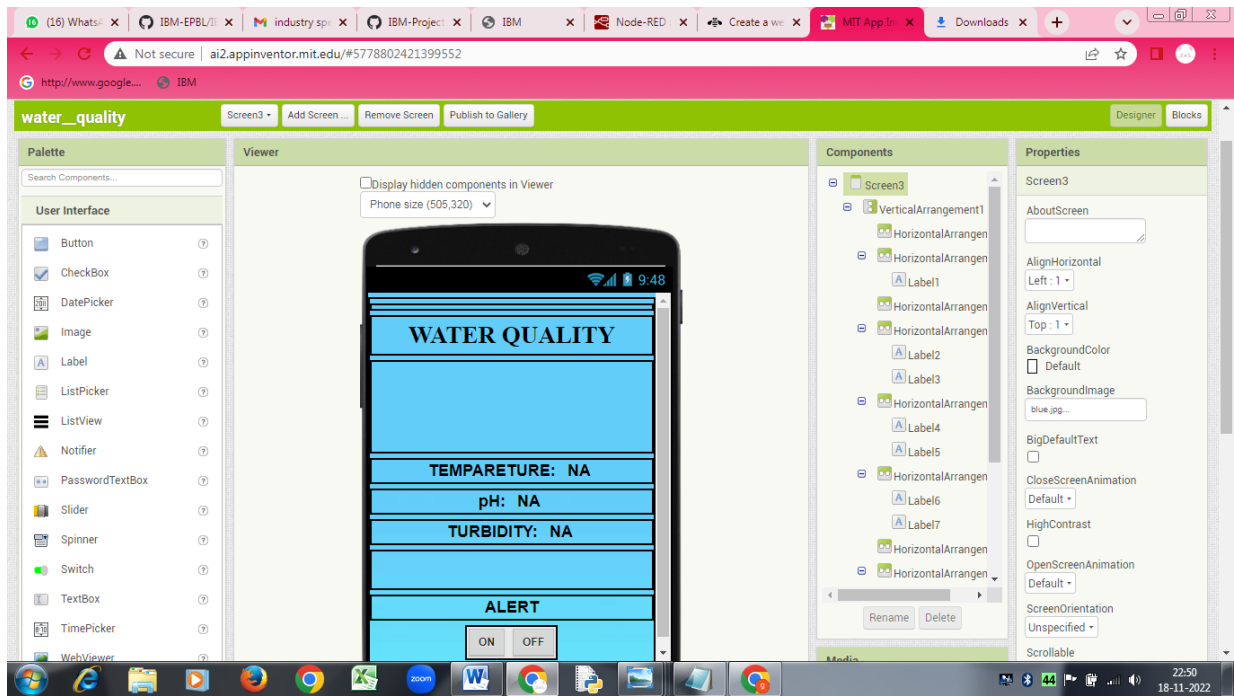 (16) WhatsA
IBM-EPBL/I
industry spe
IBM-Project
IBM
Node-RED :
Create a we
MIT App In
Downloads
Not secure | ai2.appinventor.mit.edu/#5778802421399552
http://www.google....
IBM
water__quality
Screen3
Add Screen ...
Remove Screen
Publish to Gallery
Designer
Blocks
Palette
Search Components...
User Interface
Button
CheckBox
DatePicker
Image
Label
ListPicker
ListView
Notifier
PasswordTextBox
Slider
Spinner
Switch
TextBox
TimePicker
WebViewer
Viewer
Display hidden components in Viewer
Phone size (505,320)
9:48
WATER QUALITY
TEMPARETURE: NA
pH: NA
TURBIDITY: NA
ALERT
ON OFF
Components
Screen3
VerticalArrangement1
HorizontalArrangen
HorizontalArrangen
Label1
HorizontalArrangen
HorizontalArrangen
Label2
Label3
HorizontalArrangen
Label4
Label5
HorizontalArrangen
Label6
Label7
HorizontalArrangen
HorizontalArrangen
Rename
Delete
Media
Properties
Screen3
AboutScreen
AlignHorizontal
Left : 1
AlignVertical
Top : 1
BackgroundColor
Default
BackgroundImage
blue.jpg...
BigDefaultText
CloseScreenAnimation
Default
HighContrast
OpenScreenAnimation
Default
ScreenOrientation
Unspecified
Scrollable
zoom
44
22:50
18-11-2022